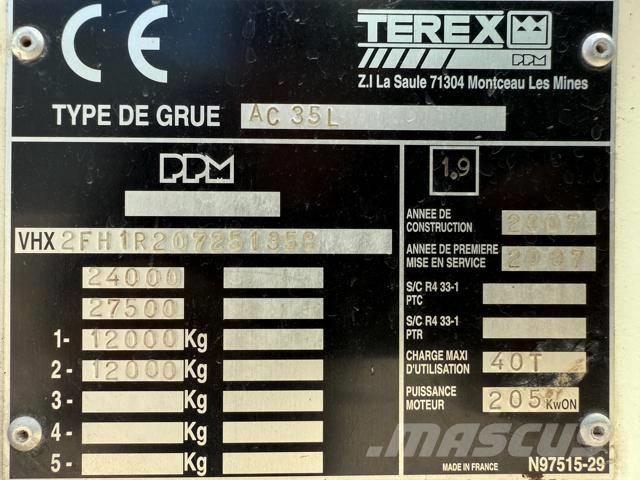 CE
TEREX
PPM
Z.I La Saule 71304 Montceau Les Mines
TYPE DE GRUE AC 35L
PPM
VHX
24000
27500
1- 12000 Kg
2- 12000 Kg
3- Kg
4- Kg
5- Kg
1.9
ANNEE DE CONSTRUCTION 2007
ANNEE DE PREMIERE MISE EN SERVICE 2007
S/C R4 33-1 PTC
S/C R4 33-1 PTR
CHARGE MAXI D'UTILISATION 40T
PUISSANCE MOTEUR 205 KwON
MADE IN FRANCE N97515-29
MASCUS